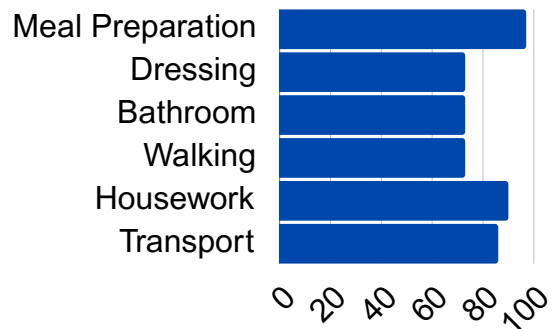 Meal Preparation
Dressing
Bathroom
Walking
Housework
Transport
0 20 40 60 80 100